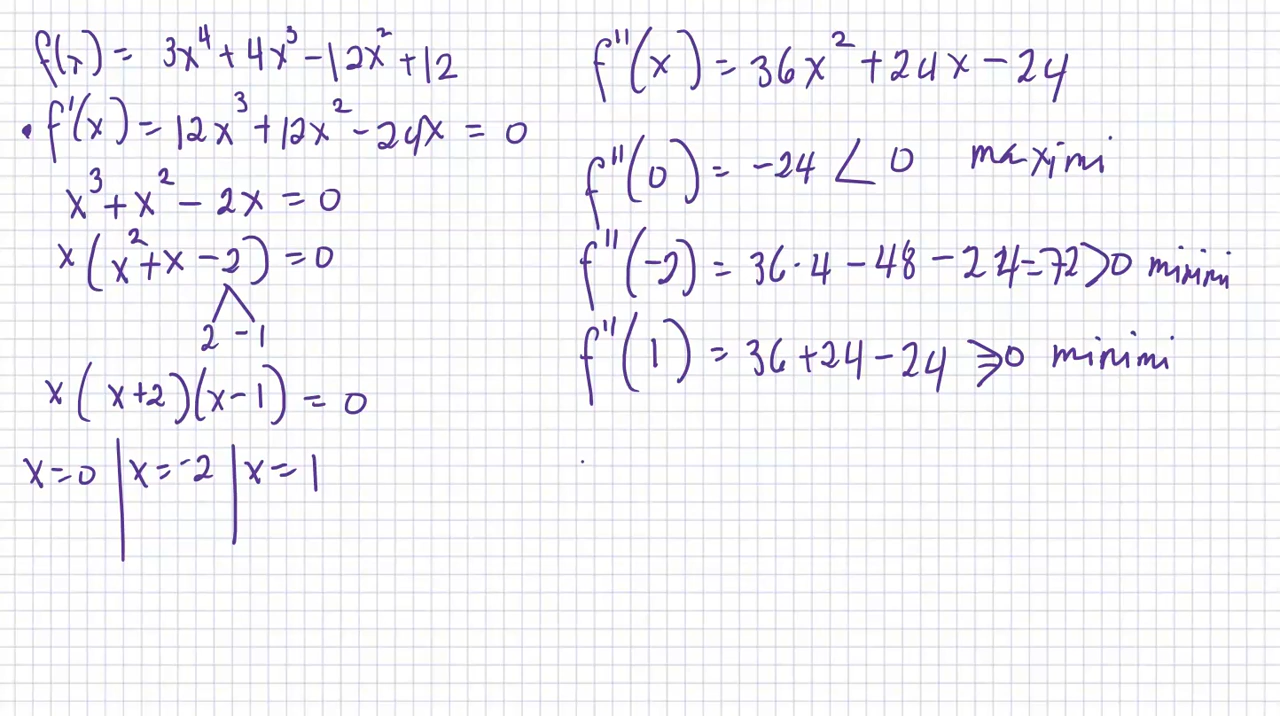 f(x) = 3x⁴ + 4x³ - 12x² + 12
• f'(x) = 12x³ + 12x² - 24x = 0
x³ + x² - 2x = 0
x(x² + x - 2) = 0
2 -1
x(x+2)(x-1) = 0
x = 0 | x = -2 | x = 1
f''(x) = 36x² + 24x - 24
f''(0) = -24 < 0 maximi
f''(-2) = 36·4 - 48 - 24 = 72 > 0 minimi
f''(1) = 36 + 24 - 24 > 0 minimi